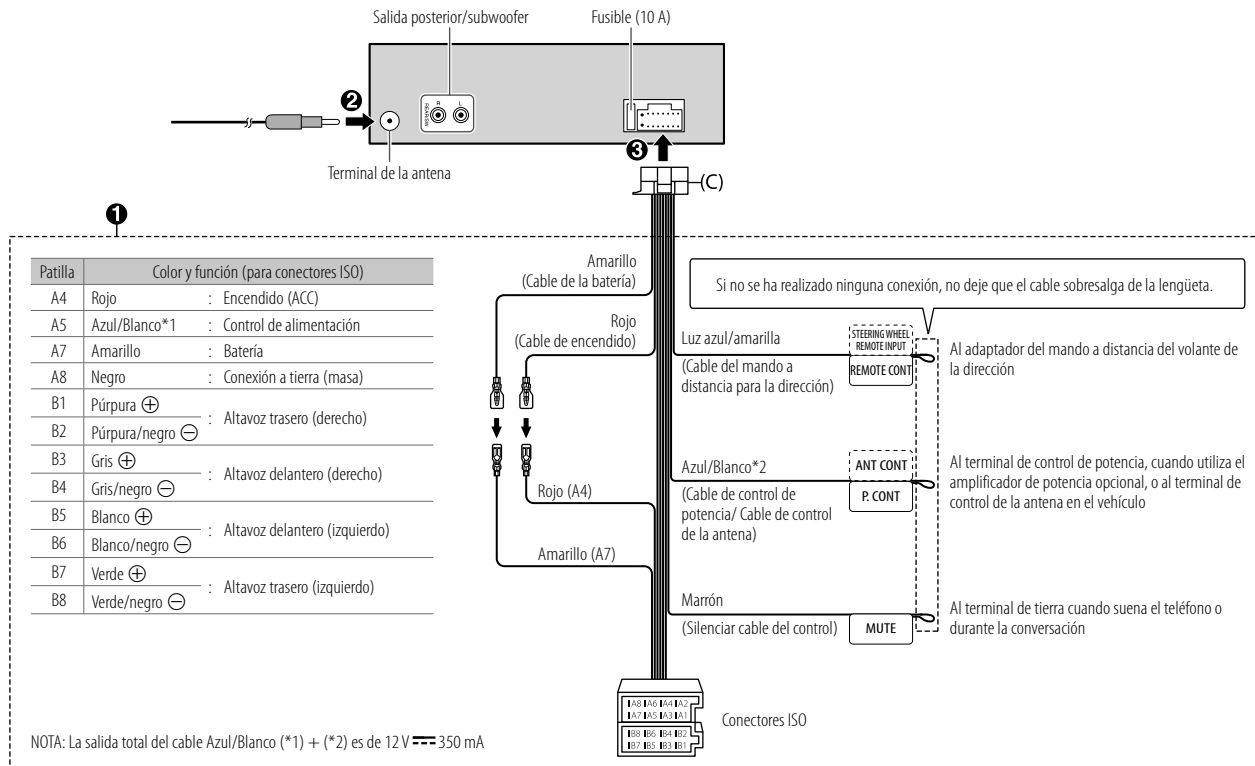 Salida posterior/subwoofer
Fusible (10 A)
❷
R L
REAR/SW
Terminal de la antena
❸
(C)
❶
Patilla Color y función (para conectores ISO)
A4 Rojo : Encendido (ACC)
A5 Azul/Blanco*1 : Control de alimentación
A7 Amarillo : Batería
A8 Negro : Conexión a tierra (masa)
B1 Púrpura ⊕ : Altavoz trasero (derecho)
B2 Púrpura/negro ⊖
B3 Gris ⊕ : Altavoz delantero (derecho)
B4 Gris/negro ⊖
B5 Blanco ⊕ : Altavoz delantero (izquierdo)
B6 Blanco/negro ⊖
B7 Verde ⊕ : Altavoz trasero (izquierdo)
B8 Verde/negro ⊖
Amarillo
(Cable de la batería)
Rojo
(Cable de encendido)
Rojo (A4)
Amarillo (A7)
Si no se ha realizado ninguna conexión, no deje que el cable sobresalga de la lengüeta.
Luz azul/amarilla
(Cable del mando a
distancia para la dirección)
STEERING WHEEL
REMOTE INPUT
REMOTE CONT
Al adaptador del mando a distancia del volante de
la dirección
Azul/Blanco*2
(Cable de control de
potencia/ Cable de control
de la antena)
ANT CONT
P. CONT
Al terminal de control de potencia, cuando utiliza el
amplificador de potencia opcional, o al terminal de
control de la antena en el vehículo
Marrón
(Silenciar cable del control)
MUTE
Al terminal de tierra cuando suena el teléfono o
durante la conversación
A8 A6 A4 A2
A7 A5 A3 A1
B8 B6 B4 B2
B7 B5 B3 B1
Conectores ISO
NOTA: La salida total del cable Azul/Blanco (*1) + (*2) es de 12 V ⎓ 350 mA